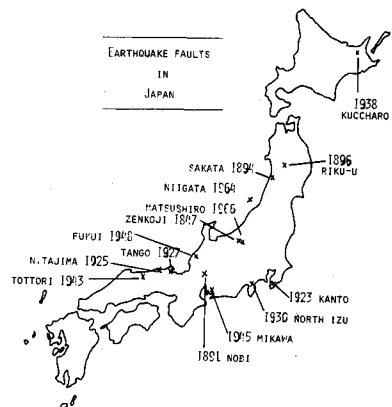 EARTHQUAKE FAULTS
IN
JAPAN
1938
KUCCHARO
1896
RIKU-U
SAKATA 1894
NIIGATA 1964
MATSUSHIRO 1966
ZENKOJI 1847
FUKUI 1948
TANGO 1927
N.TAJIMA 1925
TOTTORI 1943
1923 KANTO
1930 NORTH IZU
1945 MIKAWA
1891 NOBI